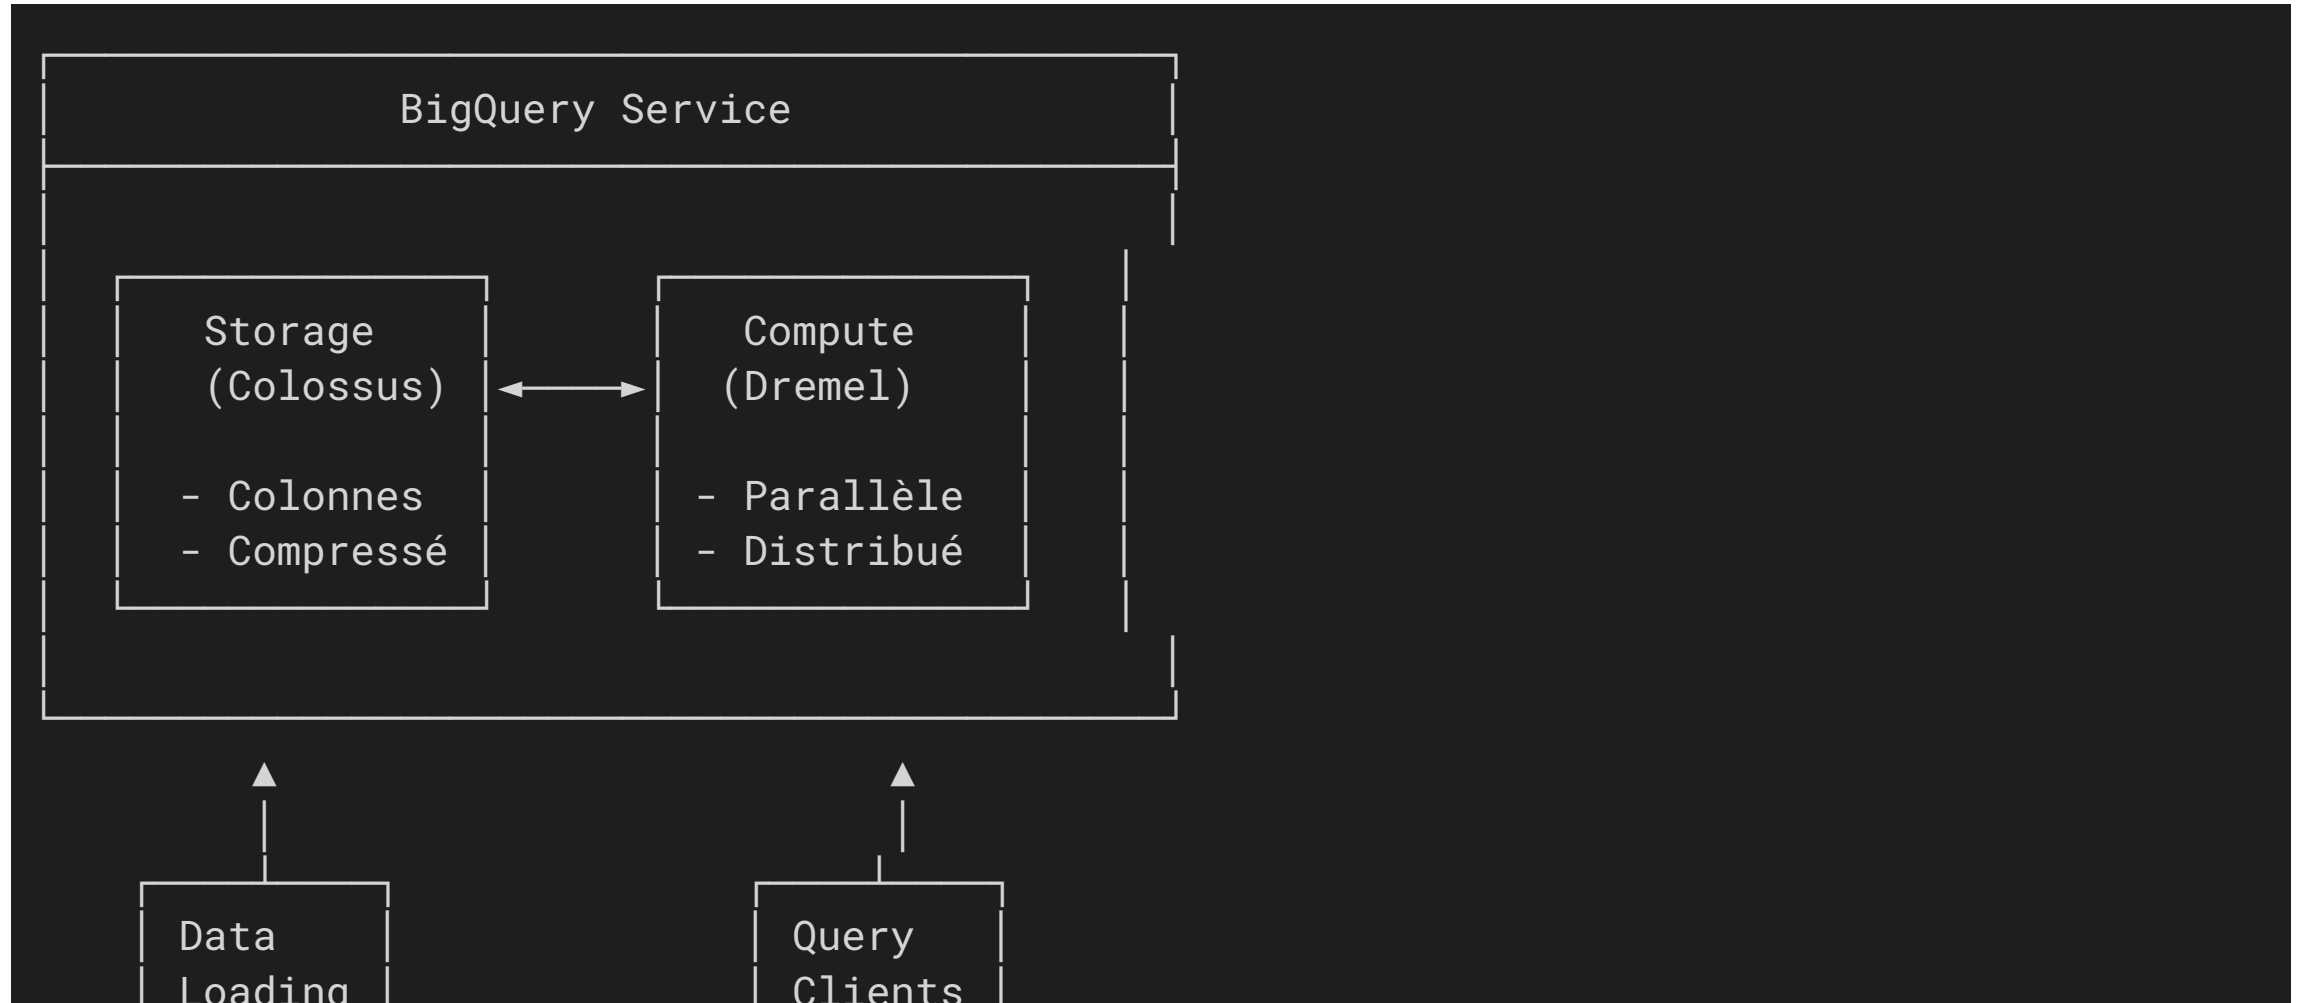 BigQuery Service
Storage Compute
(Colossus) (Dremel)
- Colonnes - Parallèle
- Compressé - Distribué
Data Query
Loading Clients